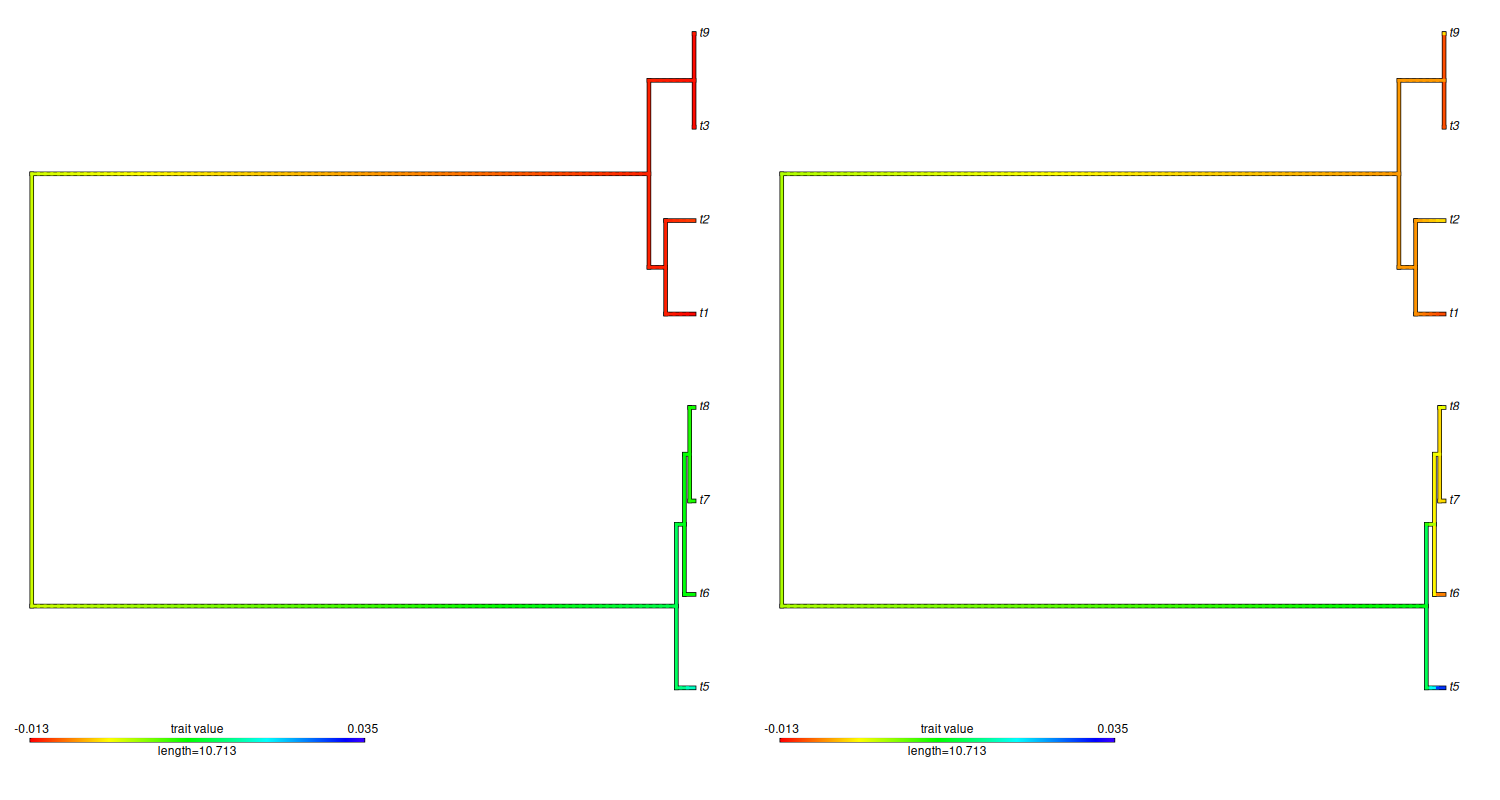 t9
t3
t2
t1
t8
t7
t6
t5
-0.013 trait value 0.035
length=10.713
t9
t3
t2
t1
t8
t7
t6
t5
-0.013 trait value 0.035
length=10.713